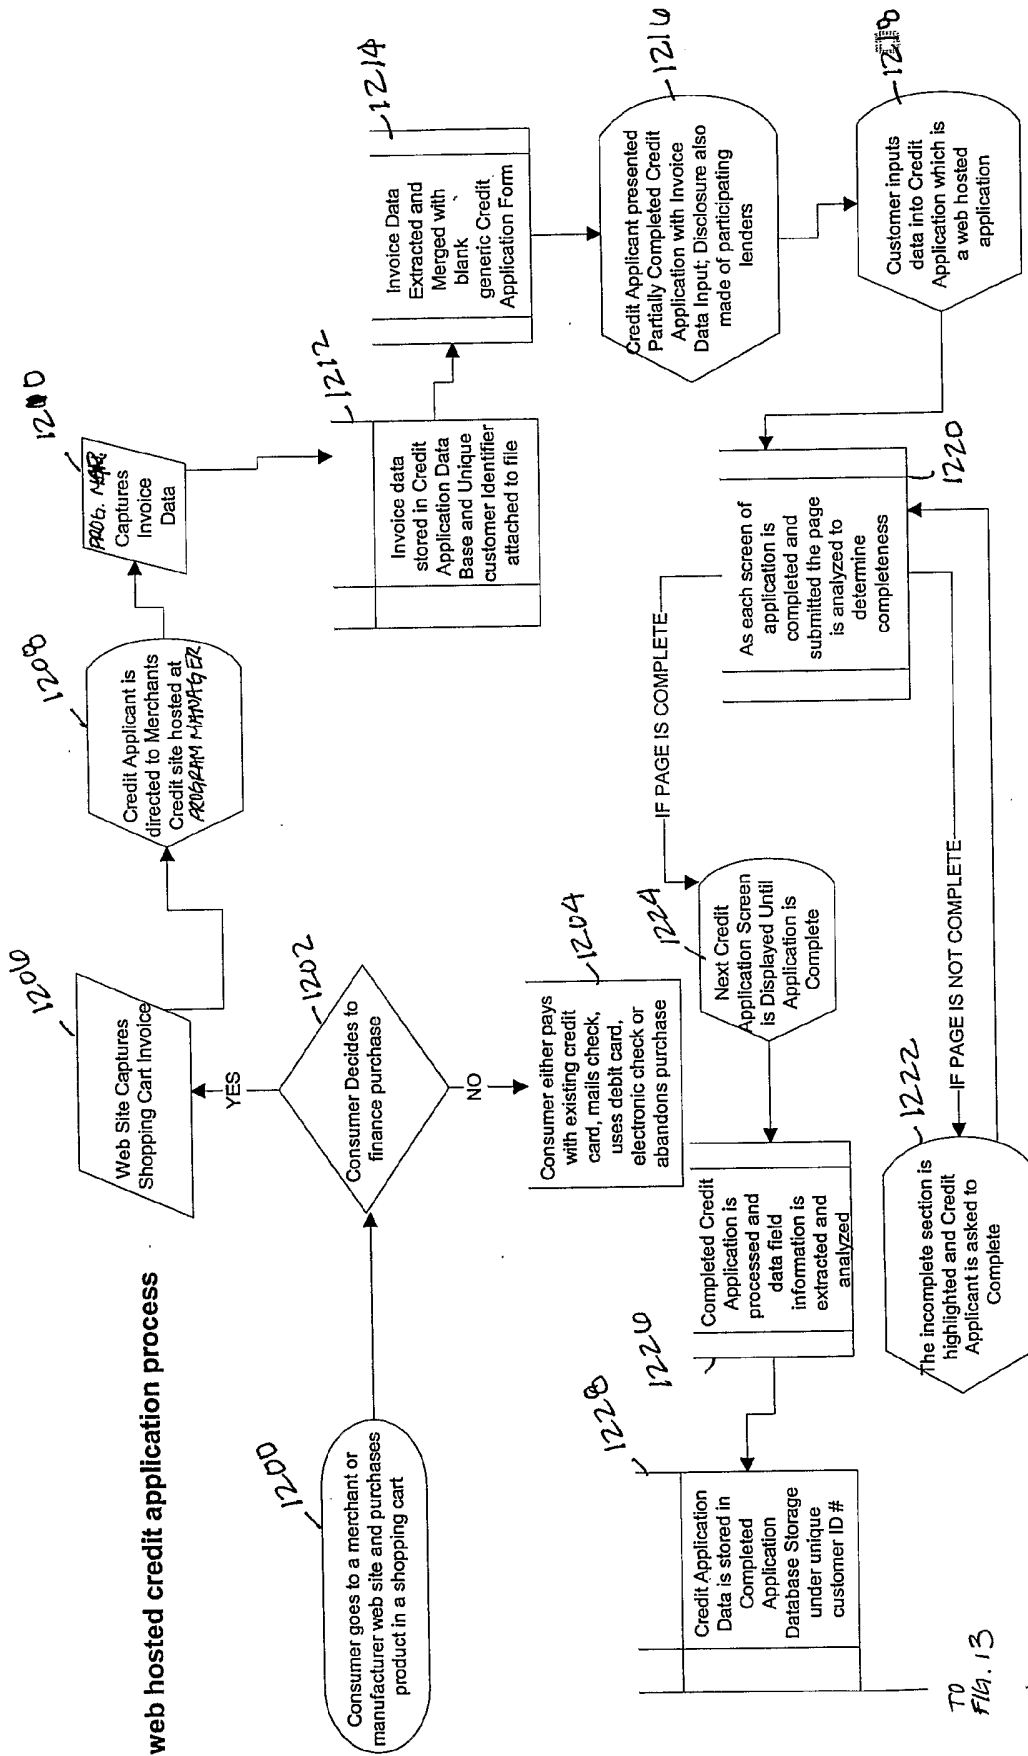 web hosted credit application process
1200
Consumer goes to a merchant or
manufacturer web site and purchases
product in a shopping cart
1202
Consumer Decides to
finance purchase
YES
NO
1204
Consumer either pays
with existing credit
card, mails check,
uses debit card,
electronic check or
abandons purchase
1206
Web Site Captures
Shopping Cart Invoice
1208
Credit Applicant is
directed to Merchants
Credit site hosted at
PROGRAM MANAGER
1210
PROG. MGR.
Captures
Invoice
Data
1212
Invoice data
stored in Credit
Application Data
Base and Unique
customer Identifier
attached to file
1214
Invoice Data
Extracted and
Merged with
blank
generic Credit
Application Form
1216
Credit Applicant presented
Partially Completed Credit
Application with Invoice
Data Input; Disclosure also
made of participating
lenders
1218
Customer inputs
data into Credit
Application which is
a web hosted
application
1220
As each screen of
application is
completed and
submitted the page
is analyzed to
determine
completeness
IF PAGE IS COMPLETE
IF PAGE IS NOT COMPLETE
1222
The incomplete section is
highlighted and Credit
Applicant is asked to
Complete
1224
Next Credit
Application Screen
is Displayed Until
Application is
Complete
1226
Completed Credit
Application is
processed and
data field
information is
extracted and
analyzed
1228
Credit Application
Data is stored in
Completed
Application
Database Storage
under unique
customer ID #
TO
FIG. 13